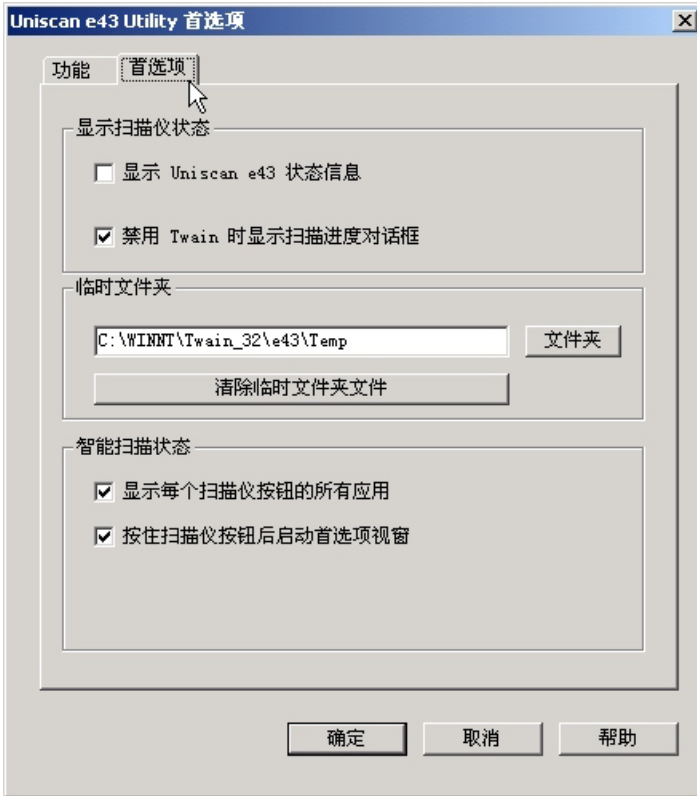 Uniscan e43 Utility 首选项
功能 首选项
显示扫描仪状态
显示 Uniscan e43 状态信息
禁用 Twain 时显示扫描进度对话框
临时文件夹
C:\WINNT\Twain_32\e43\Temp 文件夹
清除临时文件夹文件
智能扫描状态
显示每个扫描仪按钮的所有应用
按住扫描仪按钮后启动首选项视窗
确定 取消 帮助